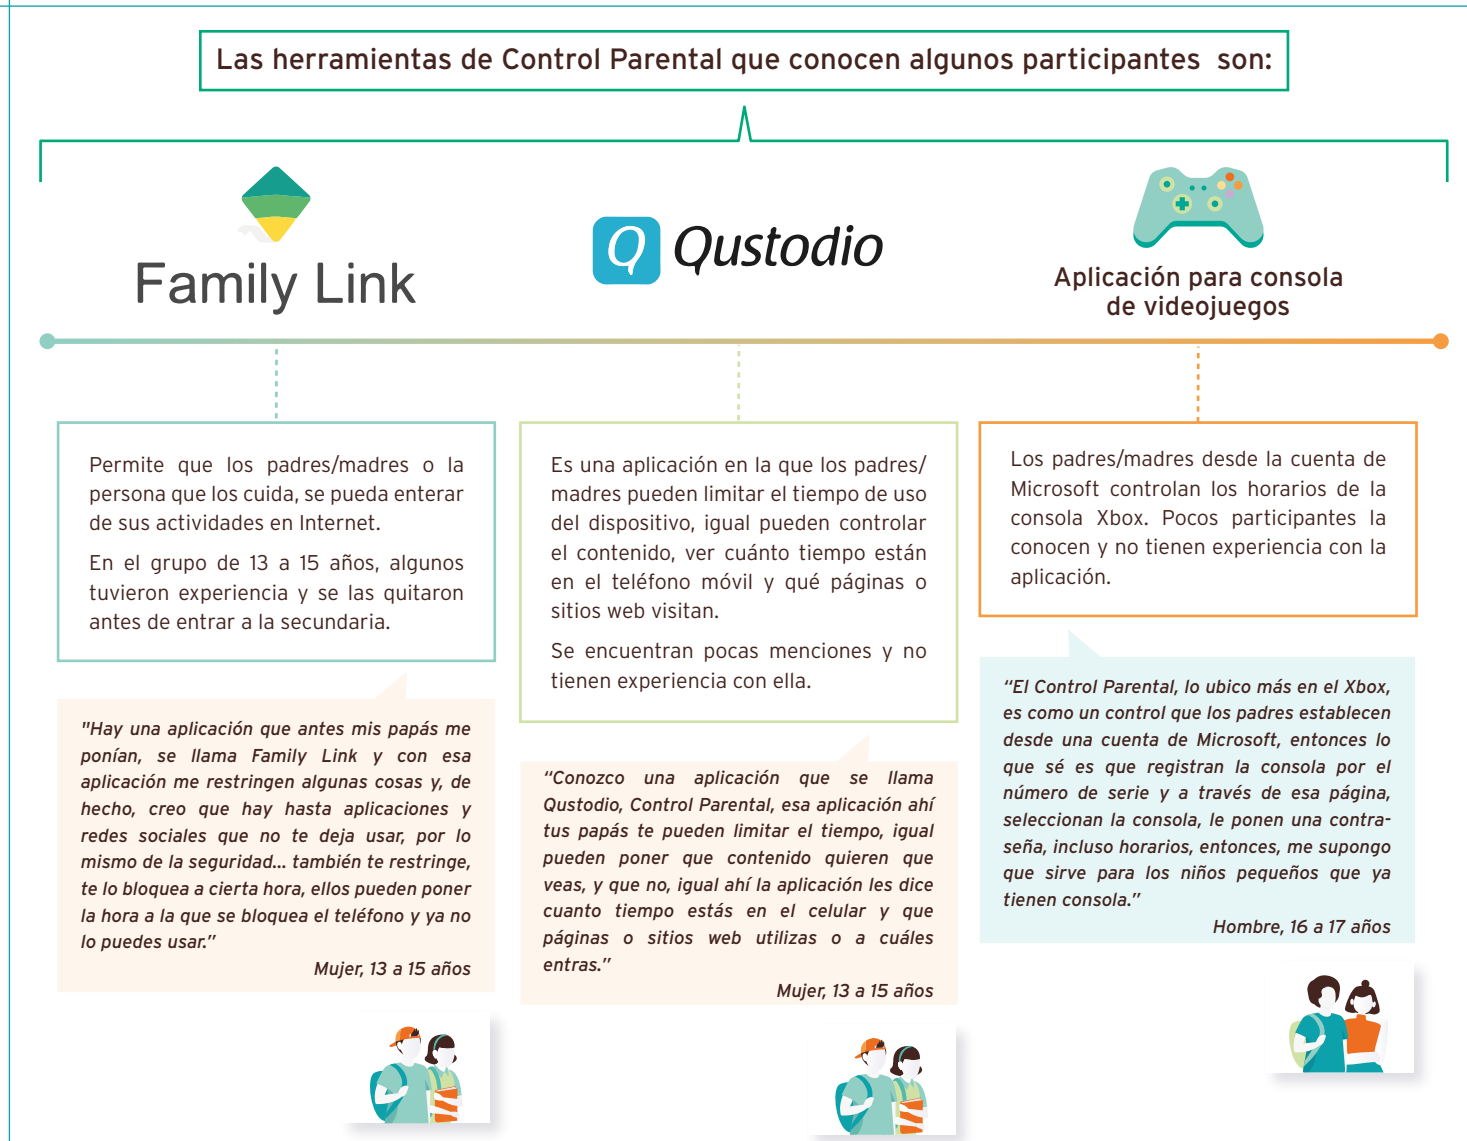 Las herramientas de Control Parental que conocen algunos participantes son:
Family Link
Permite que los padres/madres o la
persona que los cuida, se pueda enterar
de sus actividades en Internet.
En el grupo de 13 a 15 años, algunos
tuvieron experiencia y se las quitaron
antes de entrar a la secundaria.
"Hay una aplicación que antes mis papás me
ponían, se llama Family Link y con esa
aplicación me restringen algunas cosas y, de
hecho, creo que hay hasta aplicaciones y
redes sociales que no te deja usar, por lo
mismo de la seguridad... también te restringe,
te lo bloquea a cierta hora, ellos pueden poner
la hora a la que se bloquea el teléfono y ya no
lo puedes usar.”
Mujer, 13 a 15 años
Q Qustodio
Es una aplicación en la que los padres/
madres pueden limitar el tiempo de uso
del dispositivo, igual pueden controlar
el contenido, ver cuánto tiempo están
en el teléfono móvil y qué páginas o
sitios web visitan.
Se encuentran pocas menciones y no
tienen experiencia con ella.
“Conozco una aplicación que se llama
Qustodio, Control Parental, esa aplicación ahí
tus papás te pueden limitar el tiempo, igual
pueden poner que contenido quieren que
veas, y que no, igual ahí la aplicación les dice
cuanto tiempo estás en el celular y que
páginas o sitios web utilizas o a cuáles
entras.”
Mujer, 13 a 15 años
Aplicación para consola
de videojuegos
Los padres/madres desde la cuenta de
Microsoft controlan los horarios de la
consola Xbox. Pocos participantes la
conocen y no tienen experiencia con la
aplicación.
“El Control Parental, lo ubico más en el Xbox,
es como un control que los padres establecen
desde una cuenta de Microsoft, entonces lo
que sé es que registran la consola por el
número de serie y a través de esa página,
seleccionan la consola, le ponen una contra-
seña, incluso horarios, entonces, me supongo
que sirve para los niños pequeños que ya
tienen consola.”
Hombre, 16 a 17 años